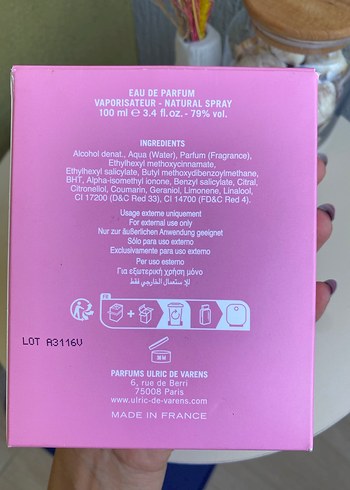 EAU DE PARFUM
VAPORISATEUR - NATURAL SPRAY
100 ml ℮ 3.4 fl.oz. - 79% vol.
INGREDIENTS
Alcohol denat., Aqua (Water), Parfum (Fragrance),
Ethylhexyl methoxycinnamate,
Ethylhexyl salicylate, Butyl methoxydibenzoylmethane,
BHT, Alpha-isomethyl ionone, Benzyl salicylate, Citral,
Citronellol, Coumarin, Geraniol, Limonene, Linalool,
CI 17200 (D&C Red 33), CI 14700 (FD&C Red 4).
Usage externe uniquement
For external use only
Nur zur äußerlichen Anwendung geeignet
Sólo para uso externo
Exclusivamente para uso externo
Per uso esterno
Για εξωτερική χρήση μόνο
للإستعمال الخارجي فقط
FR
+
LOT A3116V
PARFUMS ULRIC DE VARENS
6, rue de Berri
75008 Paris
www.ulric-de-varens.com
MADE IN FRANCE